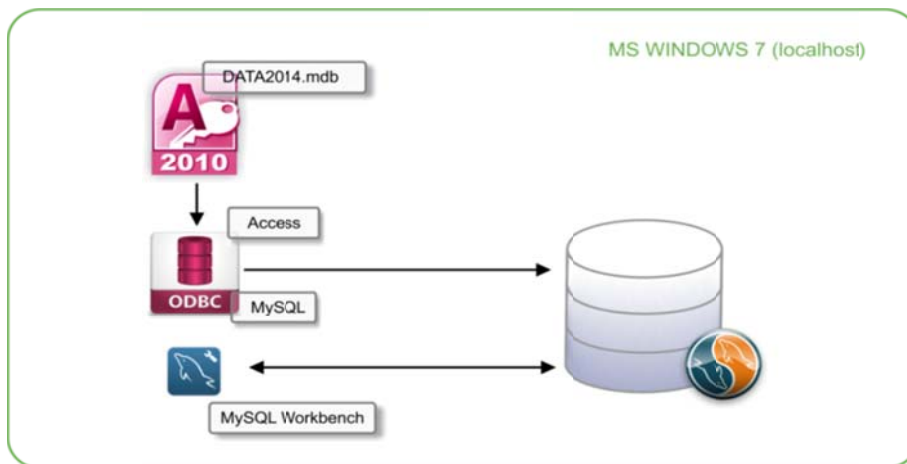 MS WINDOWS 7 (localhost)
DATA2014.mdb
A
2010
Access
ODBC
MySQL
MySQL Workbench